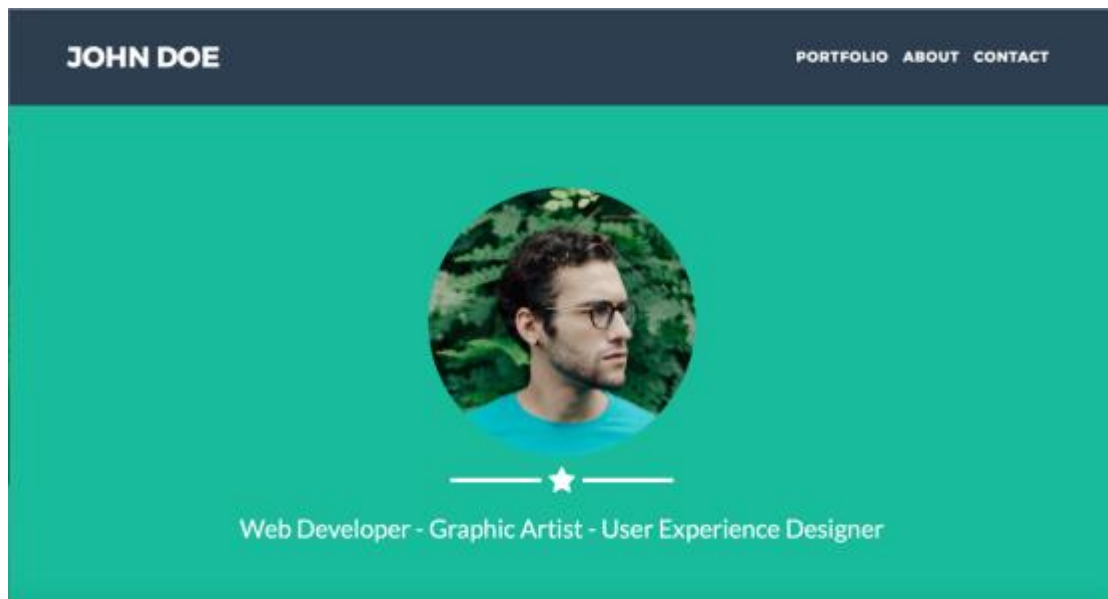 JOHN DOE
PORTFOLIO ABOUT CONTACT
Web Developer - Graphic Artist - User Experience Designer